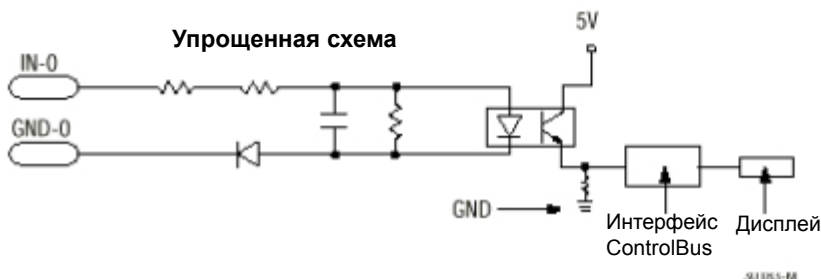 Упрощенная схема
5V
IN-0
GND-0
GND
Интерфейс
ControlBus
Дисплей